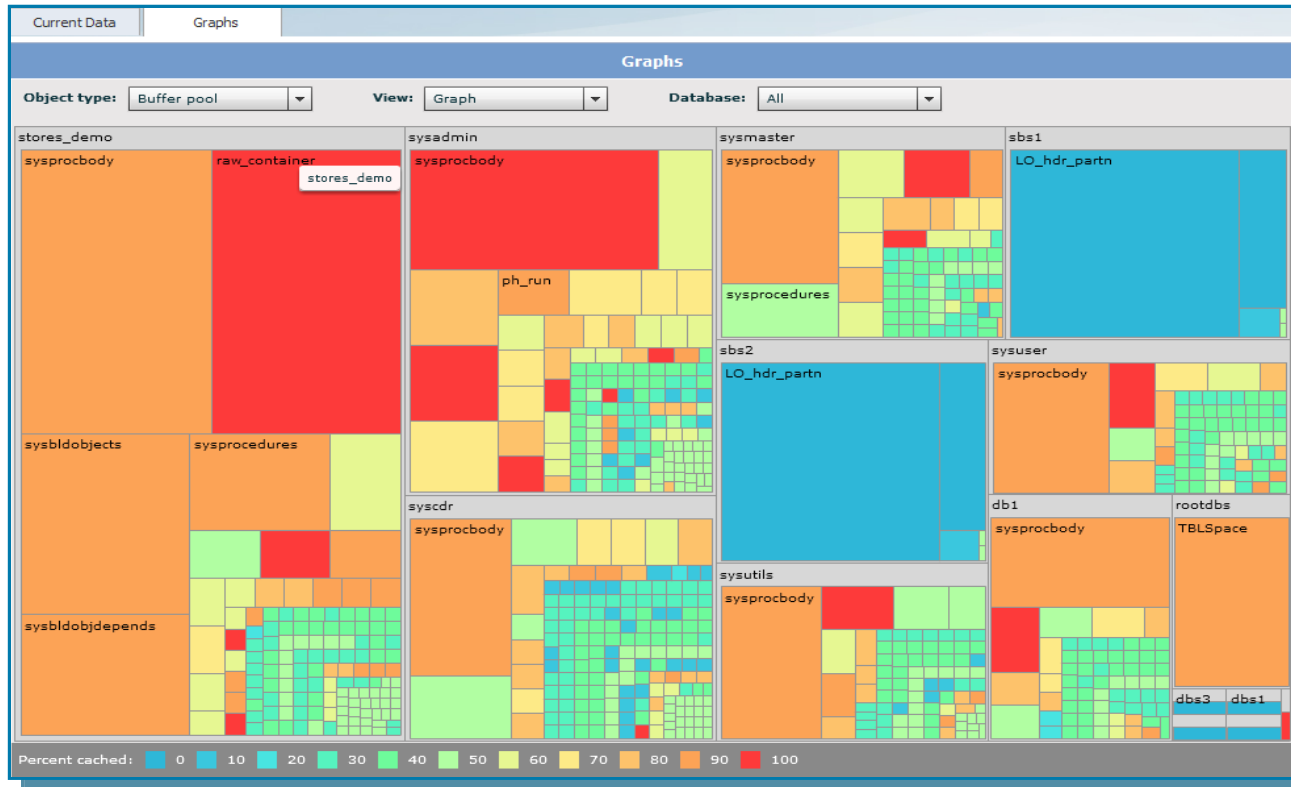 Current Data
Graphs
Graphs
Object type: Buffer pool View: Graph Database: All
stores_demo
sysprocbody
raw_container
stores_demo
sysbldobjects
sysprocedures
sysbldobjdepends
sysadmin
sysprocbody
ph_run
syscdr
sysprocbody
sysmaster
sysprocbody
sysprocedures
sbs1
LO_hdr_partn
sbs2
LO_hdr_partn
sysuser
sysprocbody
sysutils
sysprocbody
db1
sysprocbody
rootdbs
TBLSpace
dbs3
dbs1
Percent cached: 0 10 20 30 40 50 60 70 80 90 100